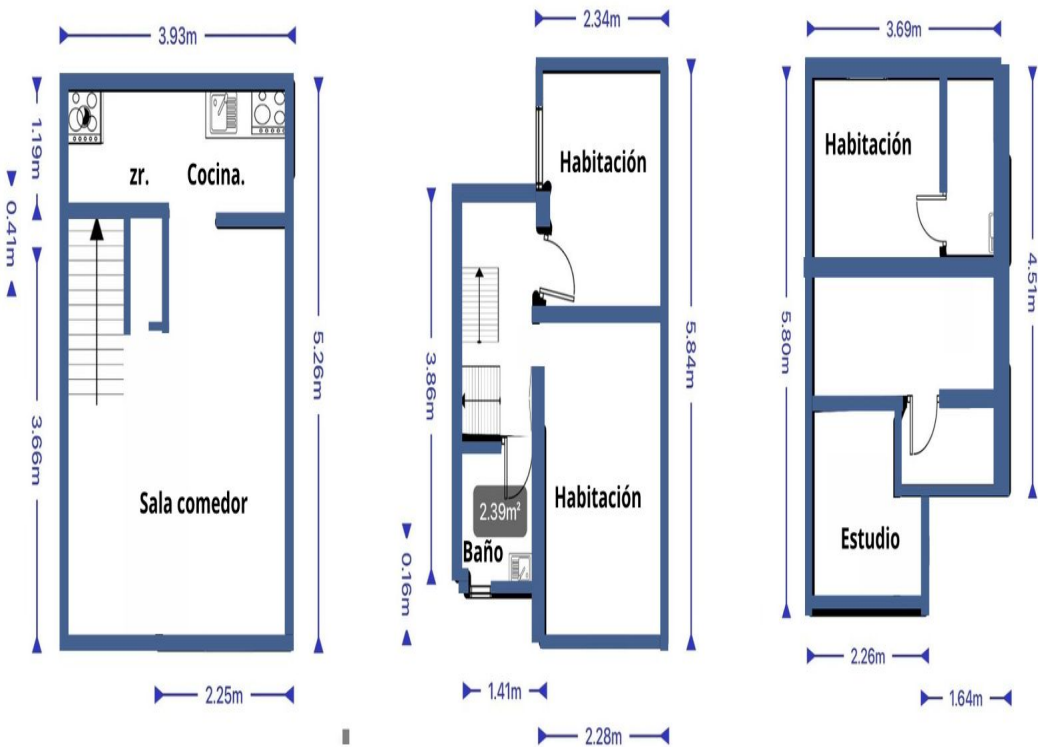 3.93m
1.19m
0.41m
3.66m
5.26m
zr.
Cocina.
Sala comedor
2.25m
2.34m
Habitación
3.86m
5.84m
Habitación
2.39m²
Baño
0.16m
1.41m
2.28m
3.69m
Habitación
5.80m
4.51m
Estudio
2.26m
1.64m